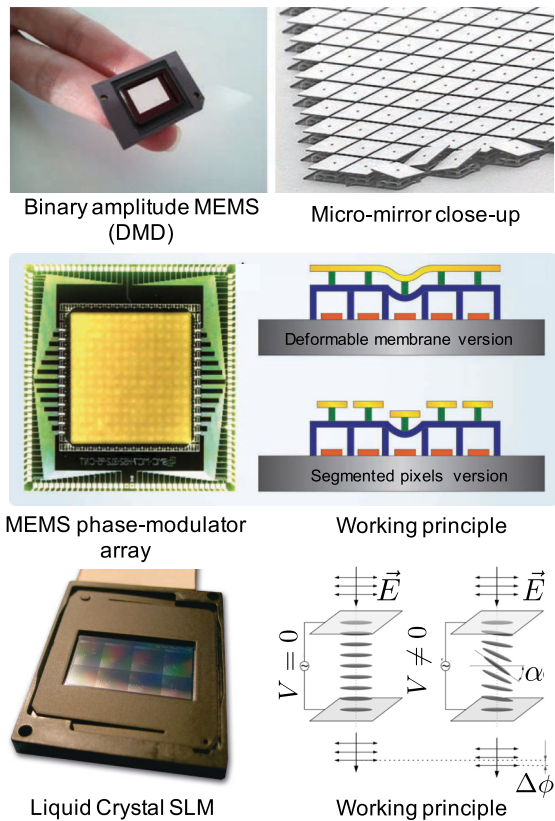 Binary amplitude MEMS
(DMD)
Micro-mirror close-up
Deformable membrane version
Segmented pixels version
MEMS phase-modulator
array
Working principle
V = 0
E⃗
V ≠ 0
E⃗
α
Δϕ
Liquid Crystal SLM
Working principle